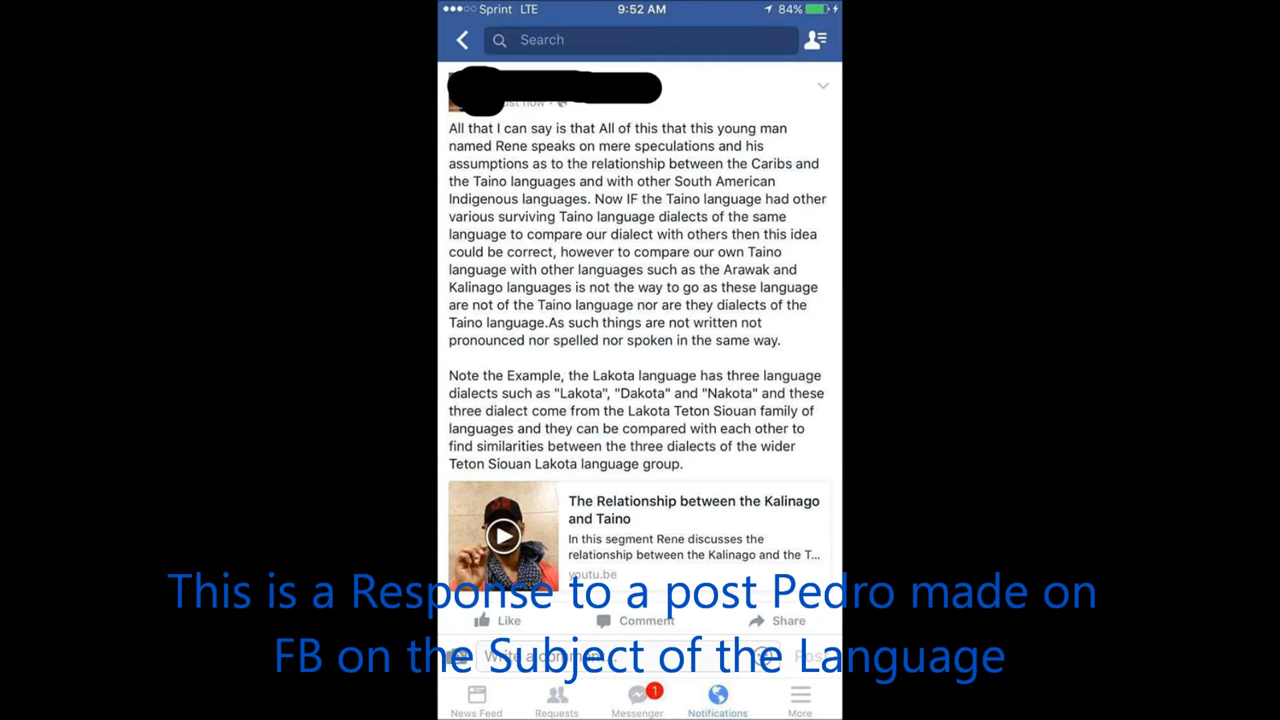 Sprint LTE 9:52 AM 84%
Search
just now
All that I can say is that All of this that this young man
named Rene speaks on mere speculations and his
assumptions as to the relationship between the Caribs and
the Taino languages and with other South American
Indigenous languages. Now IF the Taino language had other
various surviving Taino language dialects of the same
language to compare our dialect with others then this idea
could be correct, however to compare our own Taino
language with other languages such as the Arawak and
Kalinago languages is not the way to go as these language
are not of the Taino language nor are they dialects of the
Taino language.As such things are not written not
pronounced nor spelled nor spoken in the same way.
Note the Example, the Lakota language has three language
dialects such as "Lakota", "Dakota" and "Nakota" and these
three dialect come from the Lakota Teton Siouan family of
languages and they can be compared with each other to
find similarities between the three dialects of the wider
Teton Siouan Lakota language group.
The Relationship between the Kalinago
and Taino
In this segment Rene discusses the
relationship between the Kalinago and the T...
youtu.be
This is a Response to a post Pedro made on
Like Comment Share
FB on the Subject of the Language
Write a comment... Post
News Feed Requests Messenger 1 Notifications More